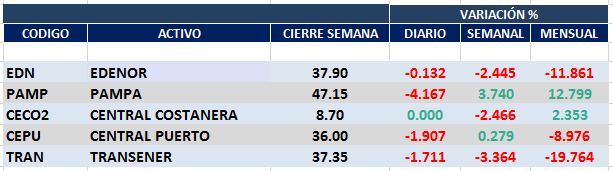 VARIACIÓN %
CODIGO ACTIVO CIERRE SEMANA DIARIO SEMANAL MENSUAL
EDN EDENOR 37.90 -0.132 -2.445 -11.861
PAMP PAMPA 47.15 -4.167 3.740 12.799
CECO2 CENTRAL COSTANERA 8.70 0.000 -2.466 2.353
CEPU CENTRAL PUERTO 36.00 -1.907 0.279 -8.976
TRAN TRANSENER 37.35 -1.711 -3.364 -19.764